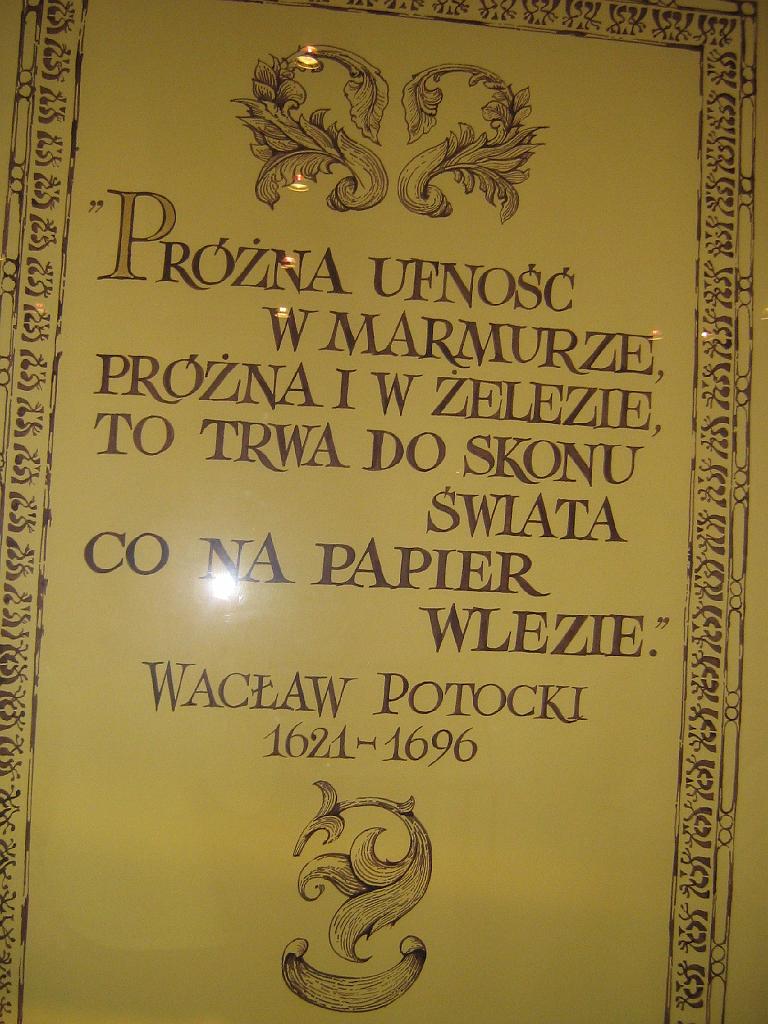 "PRÓŻNA UFNOŚĆ
W MARMURZE,
PRÓŻNA I W ŻELEZIE,
TO TRWA DO SKONU
ŚWIATA
CO NA PAPIER
WLEZIE."
WACŁAW POTOCKI
1621-1696